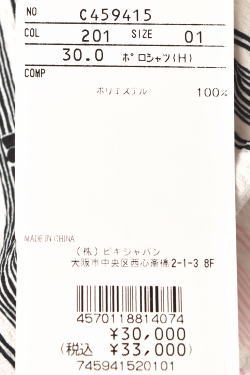 NO C459415
COL 201 SIZE 01
30.0 ポロシャツ(H)
COMP
ポリエステル 100%
MADE IN CHINA
(株) ピキジャパン
大阪市中央区西心斎橋2-1-3 8F
4570118814074
¥30,000
(税込 ¥33,000)
745941520101